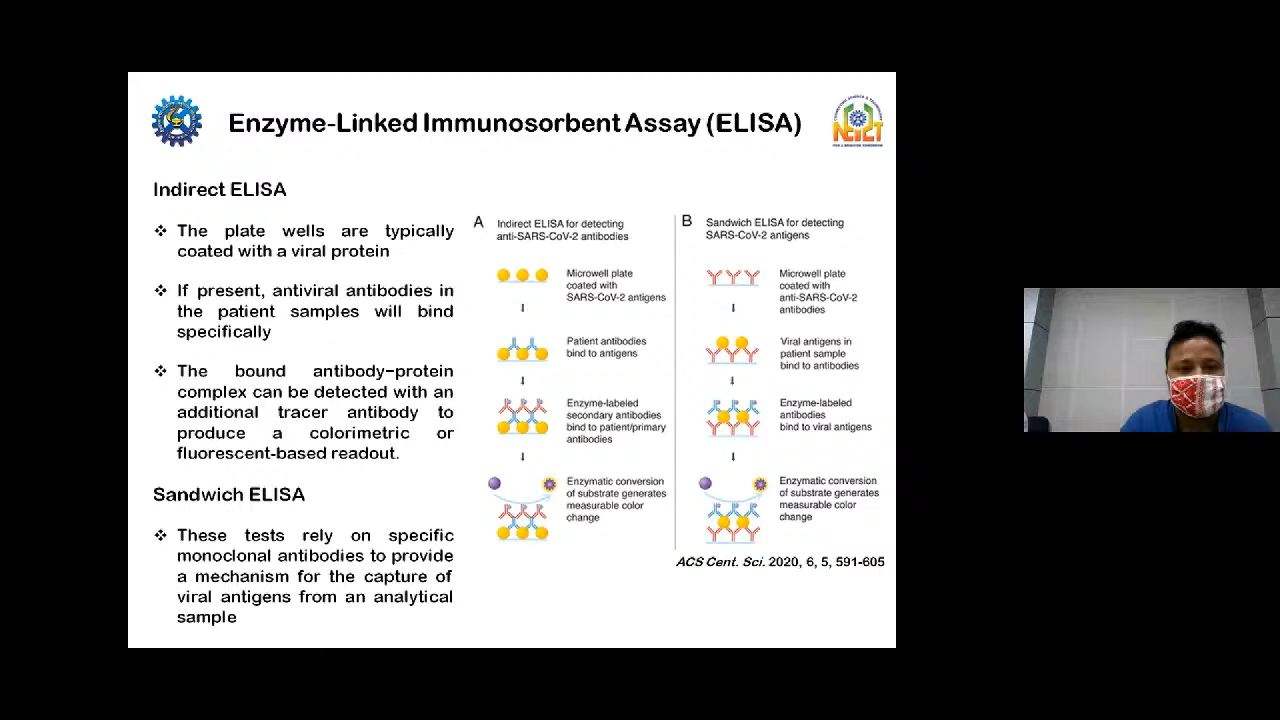 Enzyme-Linked Immunosorbent Assay (ELISA)
Indirect ELISA
The plate wells are typically
coated with a viral protein
If present, antiviral antibodies in
the patient samples will bind
specifically
The bound antibody–protein
complex can be detected with an
additional tracer antibody to
produce a colorimetric or
fluorescent-based readout.
Sandwich ELISA
These tests rely on specific
monoclonal antibodies to provide
a mechanism for the capture of
viral antigens from an analytical
sample
A
Indirect ELISA for detecting
anti-SARS-CoV-2 antibodies
Microwell plate
coated with
SARS-CoV-2 antigens
Patient antibodies
bind to antigens
Enzyme-labeled
secondary antibodies
bind to patient/primary
antibodies
Enzymatic conversion
of substrate generates
measurable color
change
B
Sandwich ELISA for detecting
SARS-CoV-2 antigens
Microwell plate
coated with
anti-SARS-CoV-2
antibodies
Viral antigens in
patient sample
bind to antibodies
Enzyme-labeled
antibodies
bind to viral antigens
Enzymatic conversion
of substrate generates
measurable color
change
ACS Cent. Sci. 2020, 6, 5, 591-605